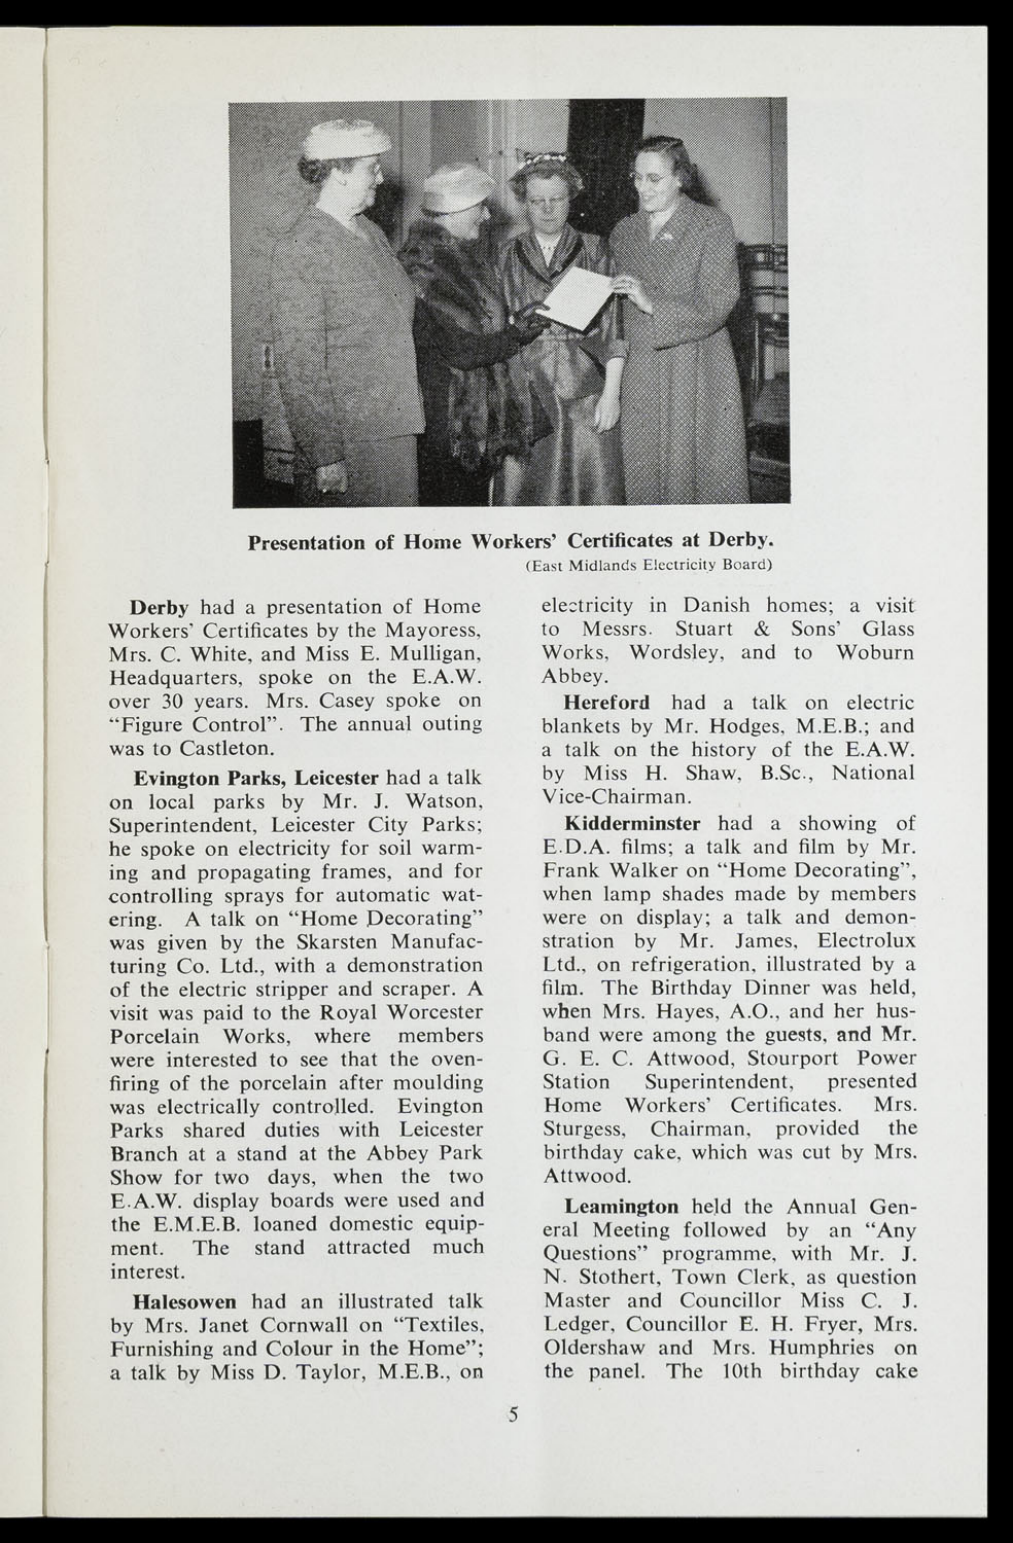 Presentation of Home Workers' Certificates at Derby.
(East Midlands Electricity Board)
Derby had a presentation of Home
Workers' Certificates by the Mayoress,
Mrs. C. White, and Miss E. Mulligan,
Headquarters, spoke on the E.A.W.
over 30 years. Mrs. Casey spoke on
“Figure Control”. The annual outing
was to Castleton.
Evington Parks, Leicester had a talk
on local parks by Mr. J. Watson,
Superintendent, Leicester City Parks;
he spoke on electricity for soil warm-
ing and propagating frames, and for
controlling sprays for automatic wat-
ering. A talk on “Home Decorating”
was given by the Skarsten Manufac-
turing Co. Ltd., with a demonstration
of the electric stripper and scraper. A
visit was paid to the Royal Worcester
Porcelain Works, where members
were interested to see that the oven-
firing of the porcelain after moulding
was electrically controlled. Evington
Parks shared duties with Leicester
Branch at a stand at the Abbey Park
Show for two days, when the two
E.A.W. display boards were used and
the E.M.E.B. loaned domestic equip-
ment. The stand attracted much
interest.
Halesowen had an illustrated talk
by Mrs. Janet Cornwall on “Textiles,
Furnishing and Colour in the Home”;
a talk by Miss D. Taylor, M.E.B., on
electricity in Danish homes; a visit
to Messrs. Stuart & Sons' Glass
Works, Wordsley, and to Woburn
Abbey.
Hereford had a talk on electric
blankets by Mr. Hodges, M.E.B.; and
a talk on the history of the E.A.W.
by Miss H. Shaw, B.Sc., National
Vice-Chairman.
Kidderminster had a showing of
E.D.A. films; a talk and film by Mr.
Frank Walker on “Home Decorating”,
when lamp shades made by members
were on display; a talk and demon-
stration by Mr. James, Electrolux
Ltd., on refrigeration, illustrated by a
film. The Birthday Dinner was held,
when Mrs. Hayes, A.O., and her hus-
band were among the guests, and Mr.
G. E. C. Attwood, Stourport Power
Station Superintendent, presented
Home Workers' Certificates. Mrs.
Sturgess, Chairman, provided the
birthday cake, which was cut by Mrs.
Attwood.
Leamington held the Annual Gen-
eral Meeting followed by an “Any
Questions” programme, with Mr. J.
N. Stothert, Town Clerk, as question
Master and Councillor Miss C. J.
Ledger, Councillor E. H. Fryer, Mrs.
Oldershaw and Mrs. Humphries on
the panel. The 10th birthday cake
5